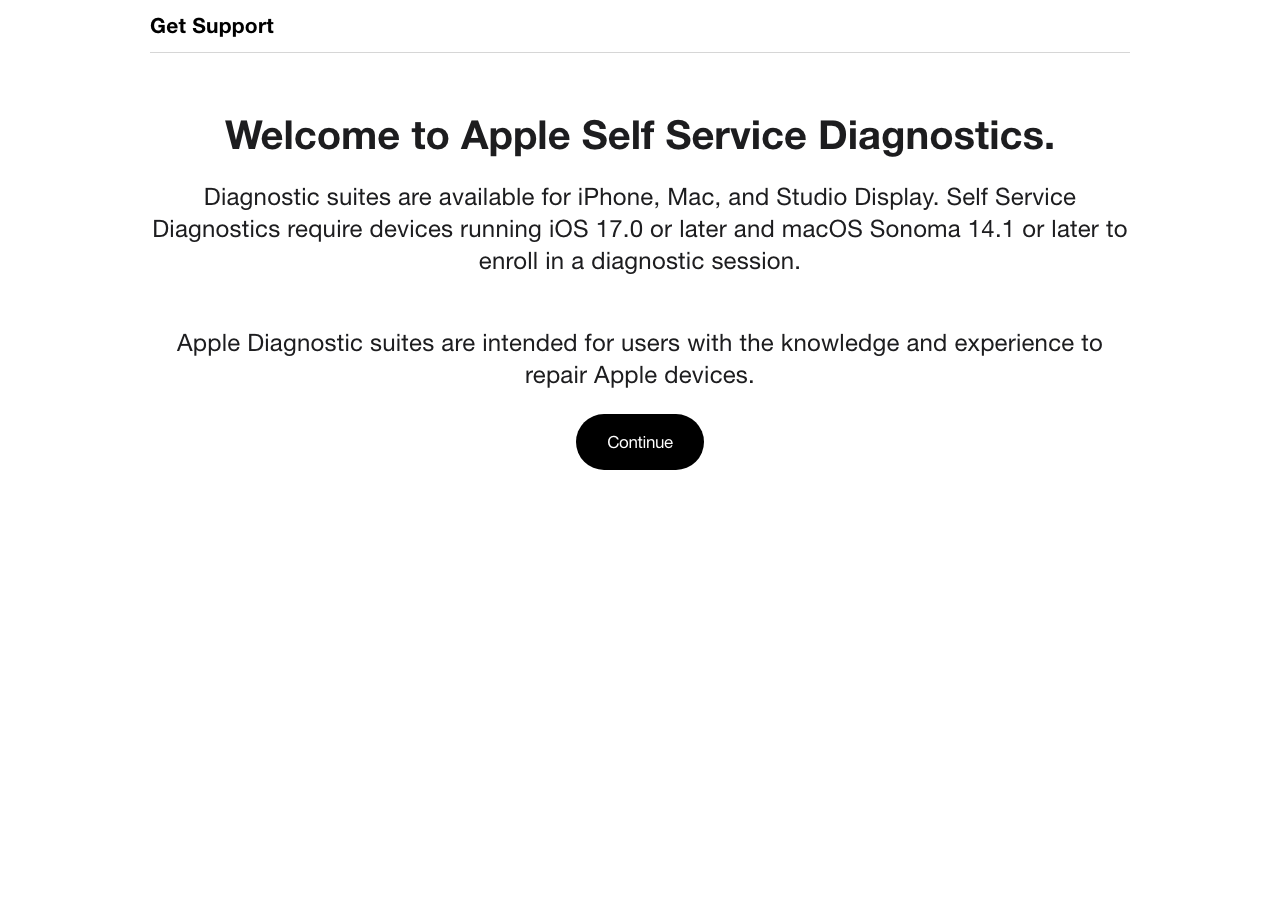 Get Support
Welcome to Apple Self Service Diagnostics.
Diagnostic suites are available for iPhone, Mac, and Studio Display. Self Service
Diagnostics require devices running iOS 17.0 or later and macOS Sonoma 14.1 or later to
enroll in a diagnostic session.
Apple Diagnostic suites are intended for users with the knowledge and experience to
repair Apple devices.
Continue